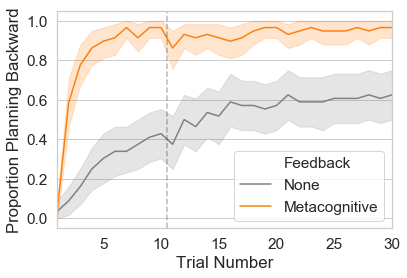 Proportion Planning Backward
1.0
0.8
0.6
0.4
0.2
0.0
Feedback
None
Metacognitive
5 10 15 20 25 30
Trial Number